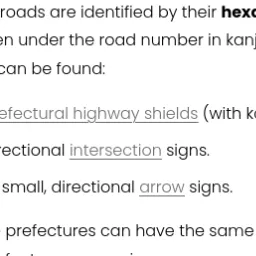 roads are identified by their hexa
en under the road number in kanj
can be found:
efectural highway shields (with k
rectional intersection signs.
small, directional arrow signs.
prefectures can have the same